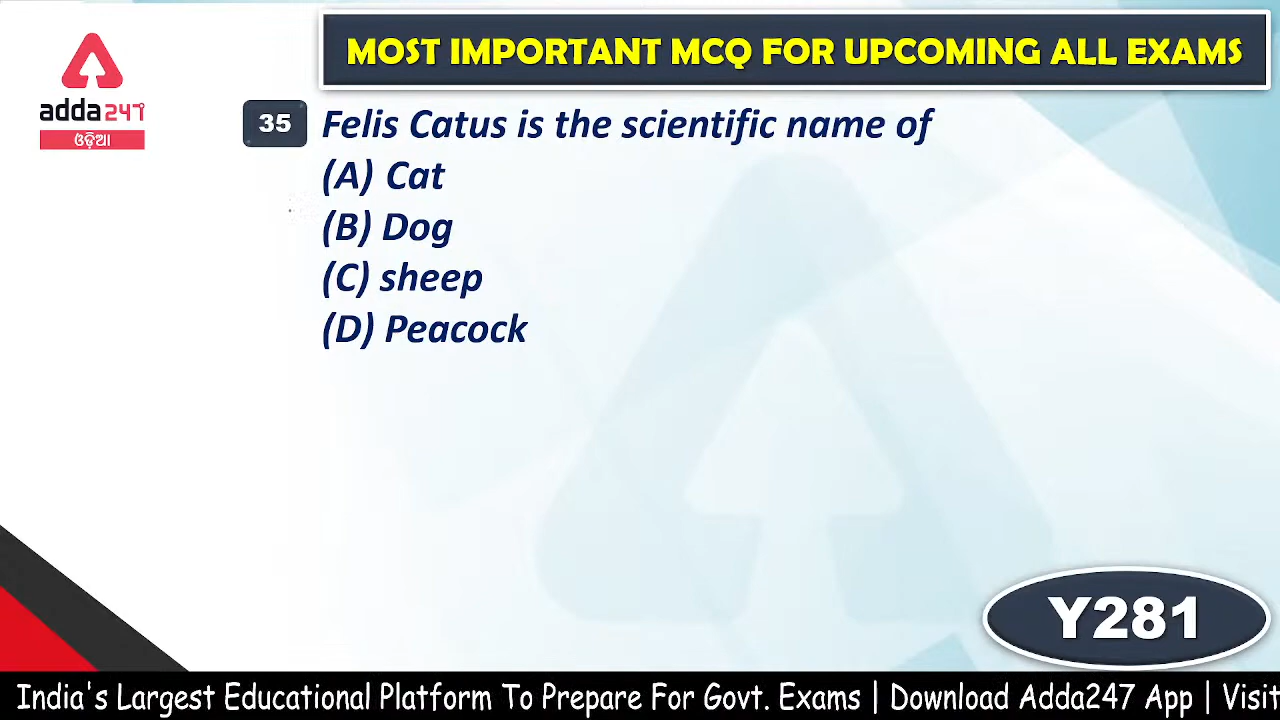 MOST IMPORTANT MCQ FOR UPCOMING ALL EXAMS
adda247
ଓଡ଼ିଆ
35 Felis Catus is the scientific name of
(A) Cat
(B) Dog
(C) sheep
(D) Peacock
Y281
India's Largest Educational Platform To Prepare For Govt. Exams | Download Adda247 App | Visit